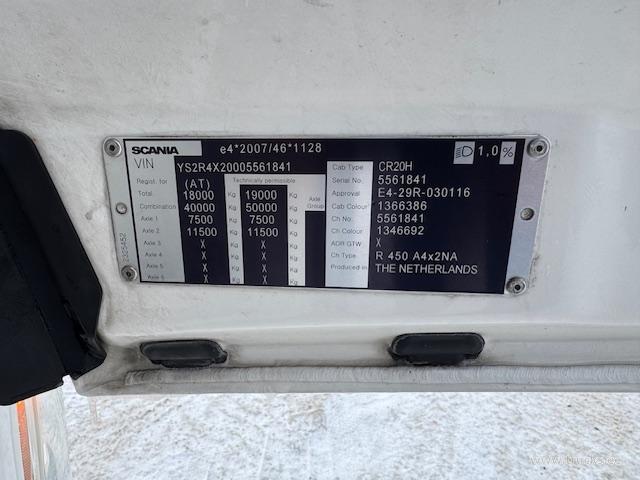 SCANIA e4*2007/46*1128 1,0 %
VIN YS2R4X20005561841
Regist. for (AT) Technically permissible
18000 Kg 19000 Kg
Combination 40000 Kg 50000 Kg Axle Group
Axle 1 7500 Kg 7500 Kg
Axle 2 11500 Kg 11500 Kg
Axle 3 X Kg X Kg
Axle 4 X Kg X Kg
Axle 5 X Kg X Kg
Axle 6 X Kg X Kg
2325452
Cab Type CR20H
Serial No. 5561841
Approval E4-29R-030116
Cab Colour 1366386
Ch No. 5561841
Ch Colour 1346692
ADR GTW X
Ch Type R 450 A4x2NA
Produced in THE NETHERLANDS